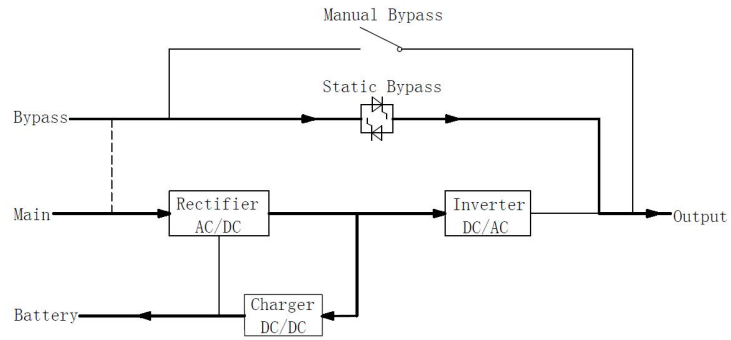 Manual Bypass
Static Bypass
Bypass
Main
Rectifier
AC/DC
Inverter
DC/AC
Output
Battery
Charger
DC/DC